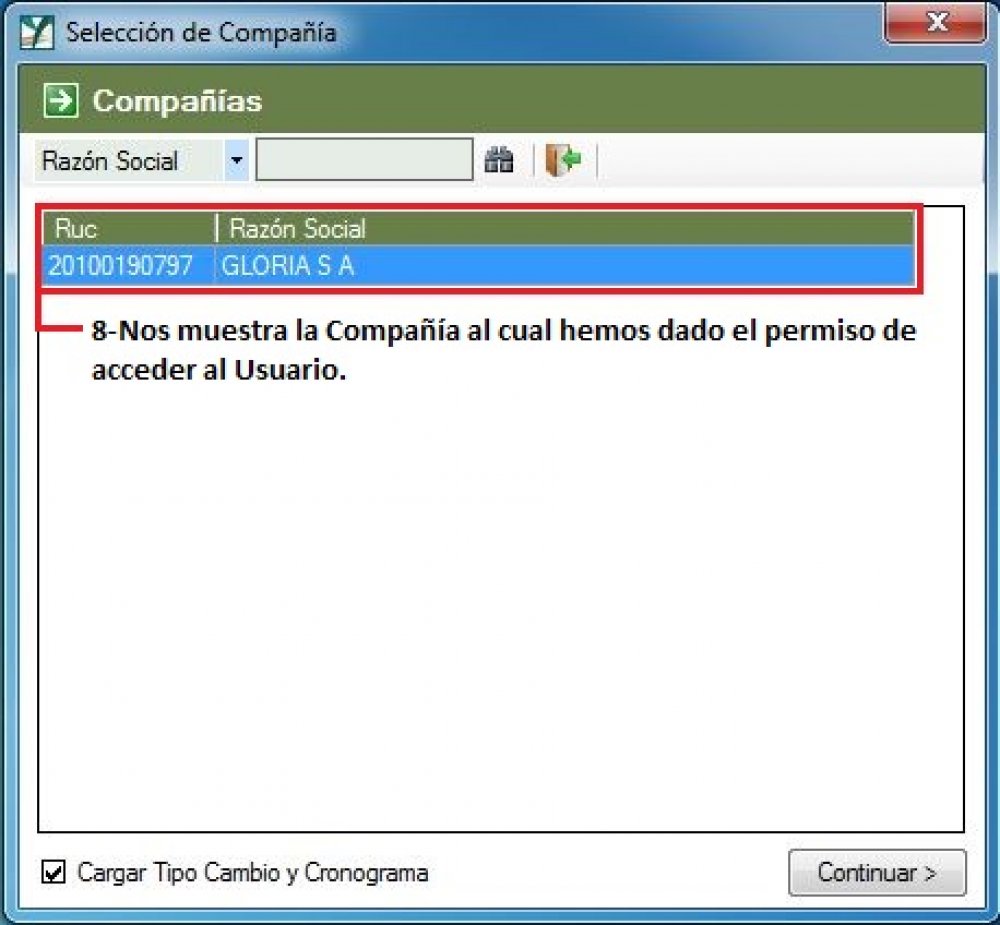 Selección de Compañía
Compañías
Razón Social
Ruc Razón Social
20100190797 GLORIA S A
8-Nos muestra la Compañía al cual hemos dado el permiso de
acceder al Usuario.
Cargar Tipo Cambio y Cronograma
Continuar >